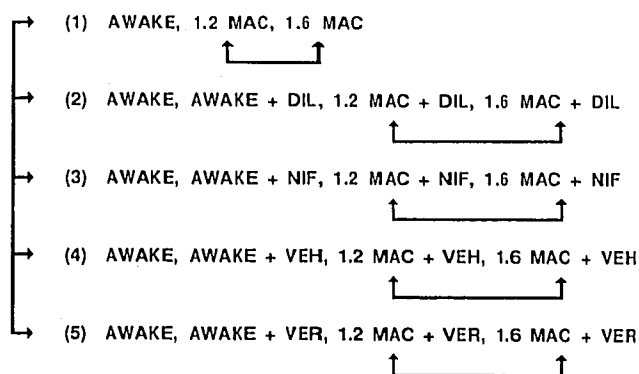 (1) AWAKE, 1.2 MAC, 1.6 MAC
(2) AWAKE, AWAKE + DIL, 1.2 MAC + DIL, 1.6 MAC + DIL
(3) AWAKE, AWAKE + NIF, 1.2 MAC + NIF, 1.6 MAC + NIF
(4) AWAKE, AWAKE + VEH, 1.2 MAC + VEH, 1.6 MAC + VEH
(5) AWAKE, AWAKE + VER, 1.2 MAC + VER, 1.6 MAC + VER